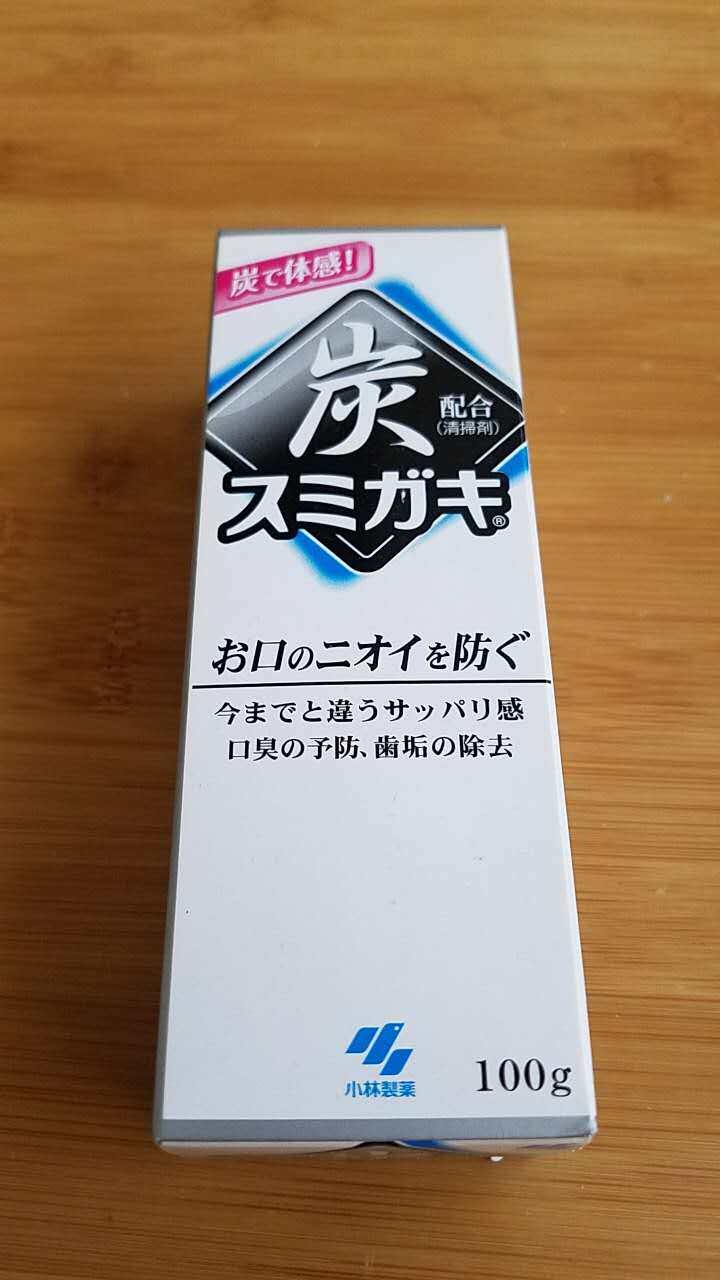 炭で体感!
炭
配合
(清掃剤)
スミガキ®
お口のニオイを防ぐ
今までと違うサッパリ感
口臭の予防、歯垢の除去
小林製薬
100g